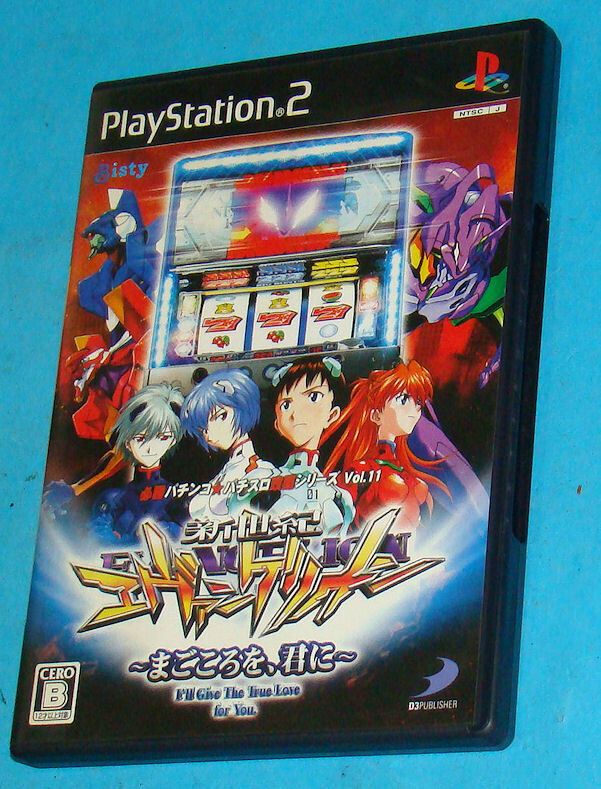 PlayStation®2
NTSC J
Bisty
777
必勝パチンコ★パチスロ攻略シリーズ Vol.11
01
新世紀
EVANGELION
エヴァンゲリオン
~まごころを、君に~
I'll Give The True Love
for You.
CERO
B
12才以上対象
D3PUBLISHER